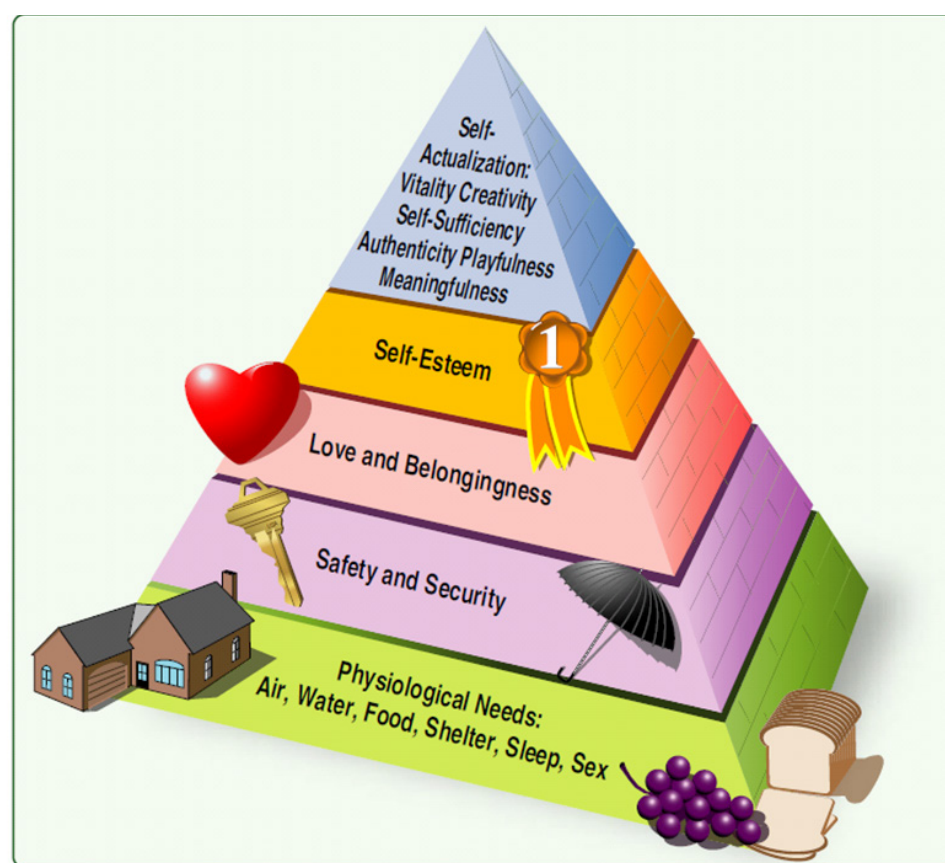 Self-
Actualization:
Vitality Creativity
Self-Sufficiency
Authenticity Playfulness
Meaningfulness
1
Self-Esteem
Love and Belongingness
Safety and Security
Physiological Needs:
Air, Water, Food, Shelter, Sleep, Sex